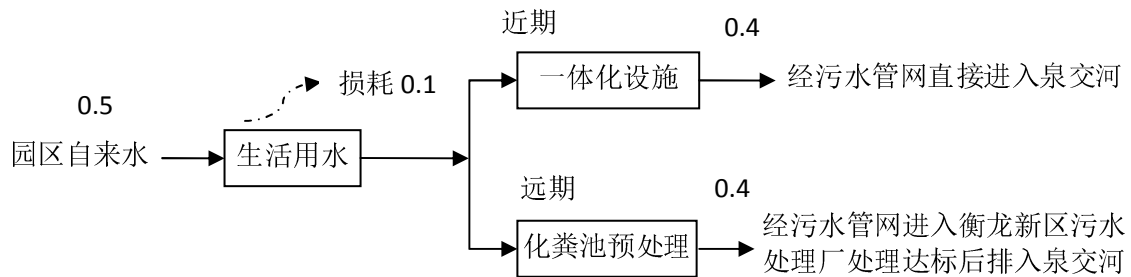 近期
0.4
一体化设施
经污水管网直接进入泉交河
损耗 0.1
0.5
园区自来水
生活用水
远期
0.4
化粪池预处理
经污水管网进入衡龙新区污水
处理厂处理达标后排入泉交河